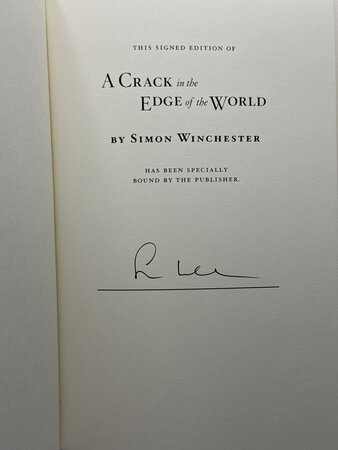 THIS SIGNED EDITION OF
A CRACK in the
EDGE of the WORLD
BY SIMON WINCHESTER
HAS BEEN SPECIALLY
BOUND BY THE PUBLISHER.